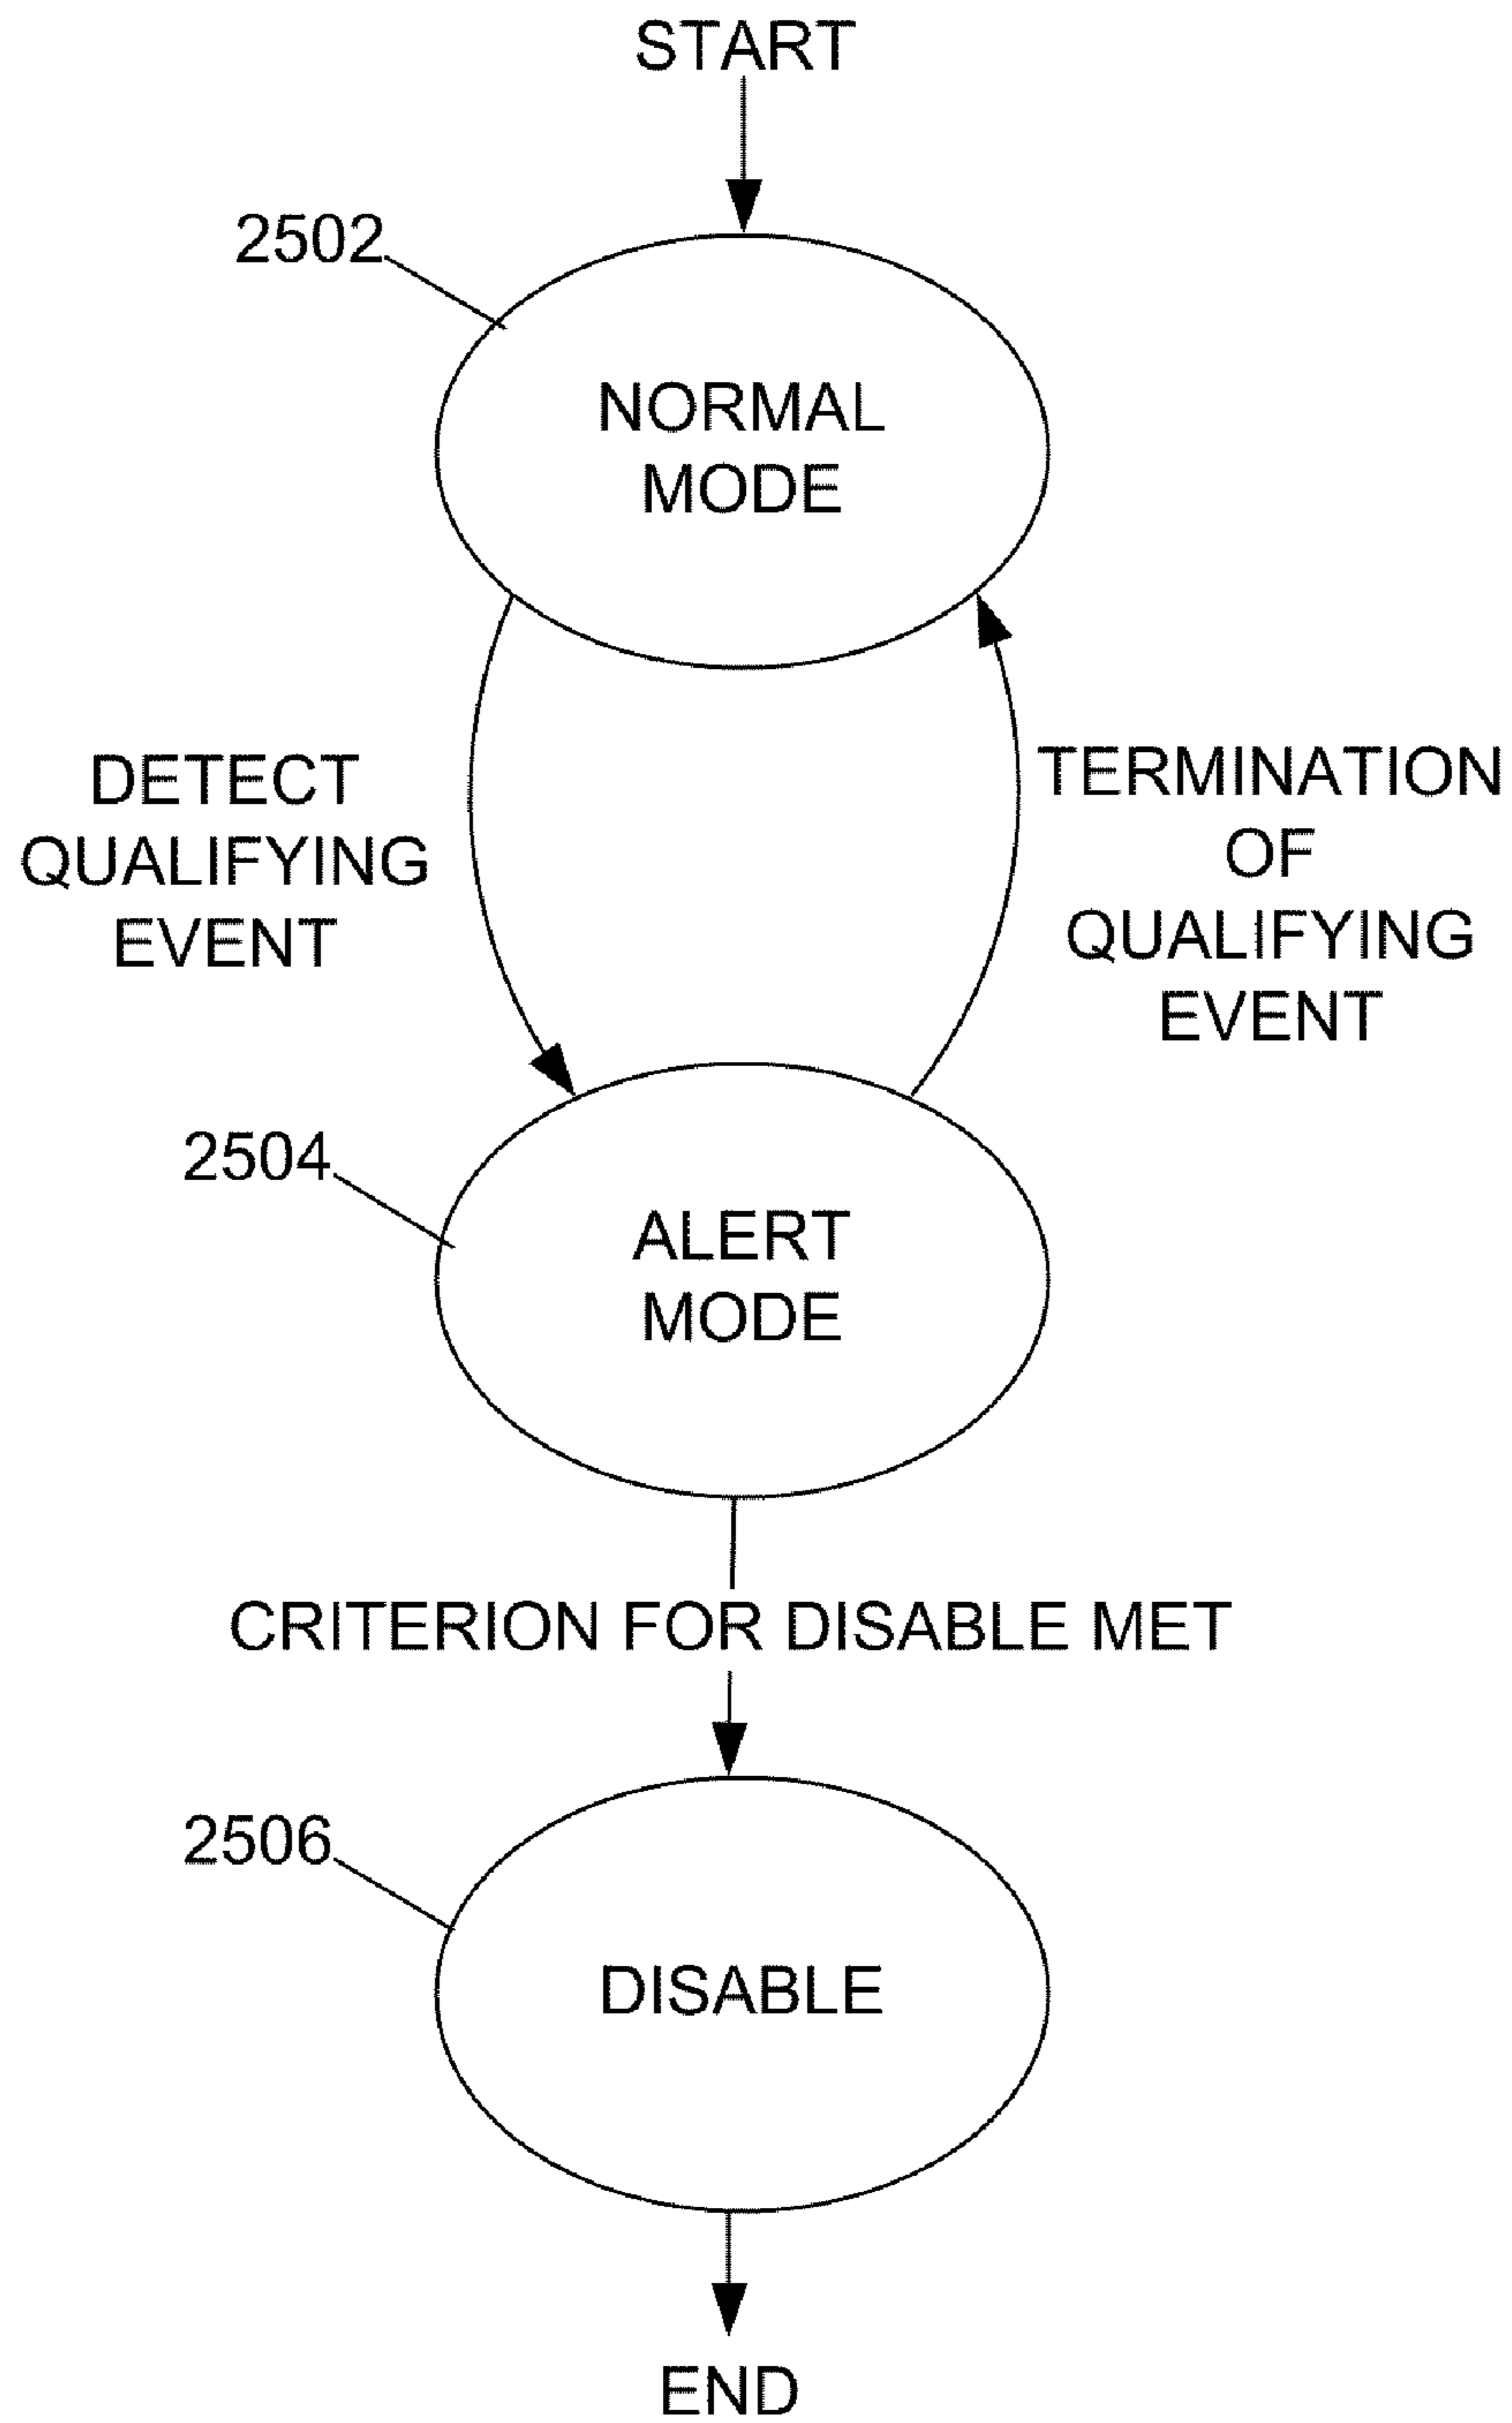 START
2502
NORMAL
MODE
DETECT
QUALIFYING
EVENT
TERMINATION
OF
QUALIFYING
EVENT
2504
ALERT
MODE
CRITERION FOR DISABLE MET
2506
DISABLE
END